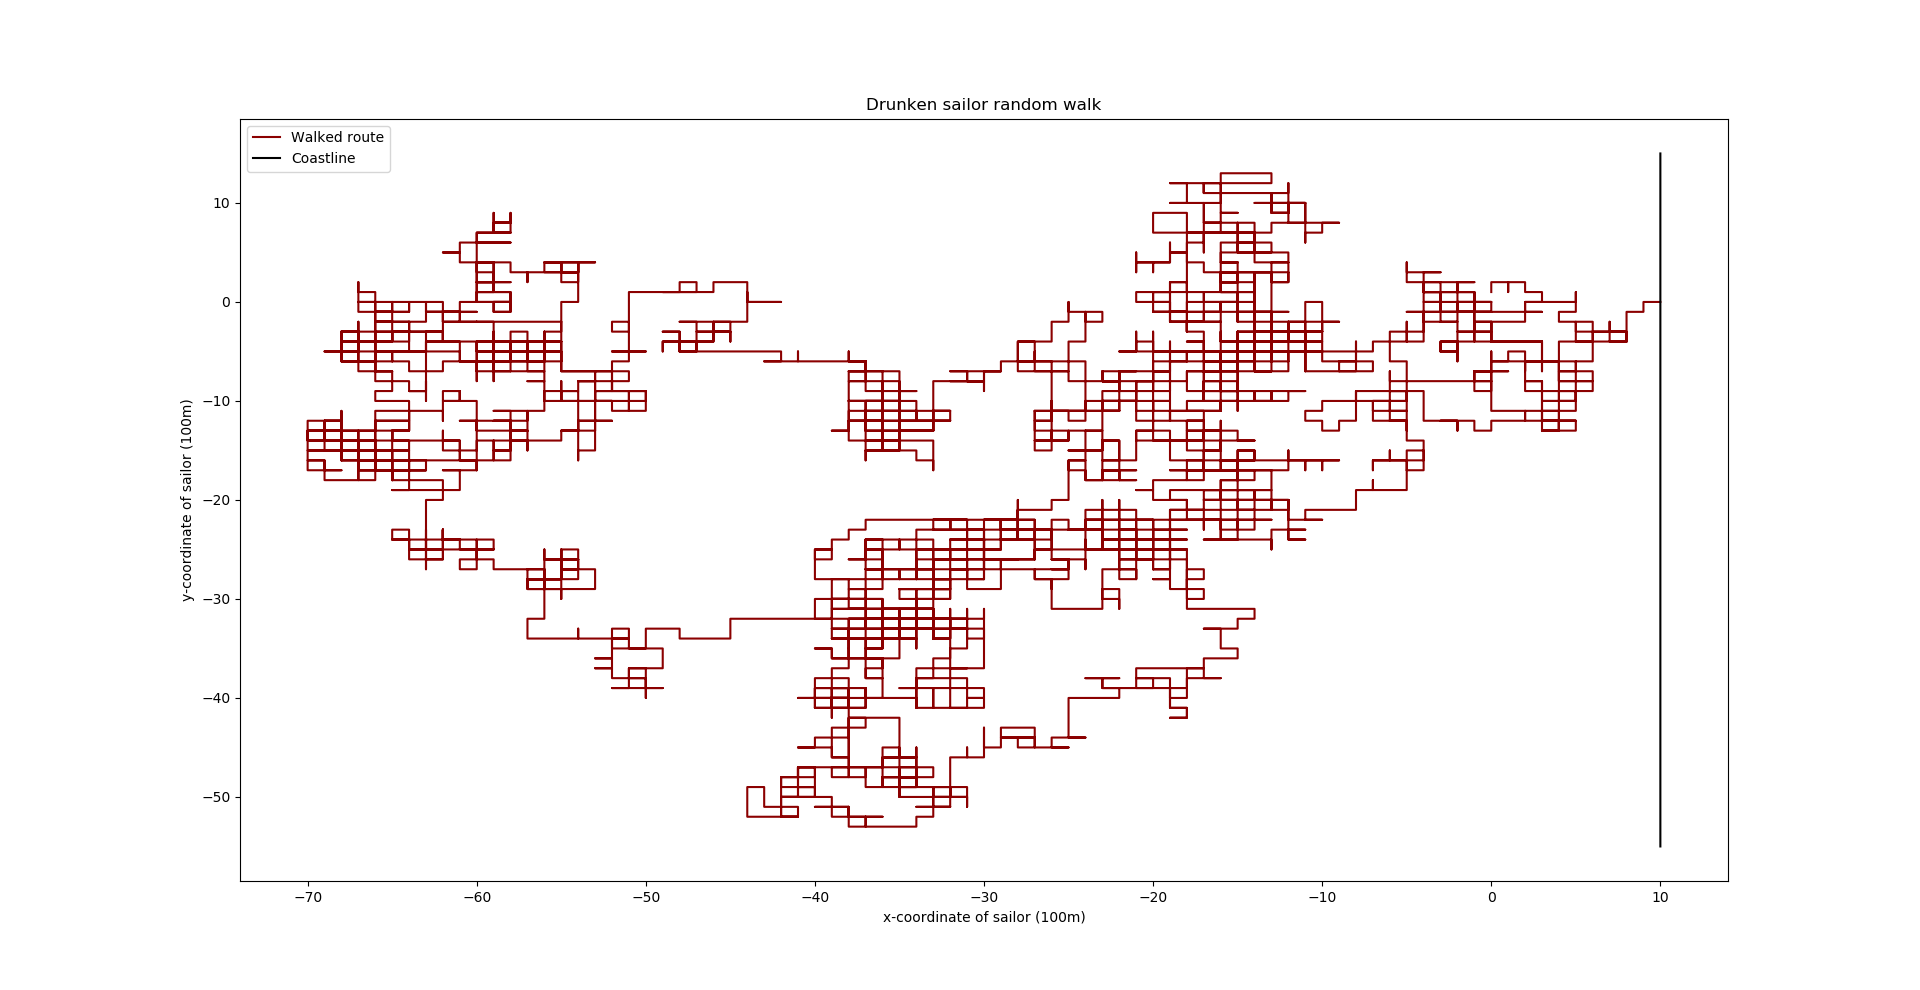 Drunken sailor random walk
Walked route
Coastline
10
0
−10
−20
−30
−40
−50
y-coordinate of sailor (100m)
−70 −60 −50 −40 −30 −20 −10 0 10
x-coordinate of sailor (100m)